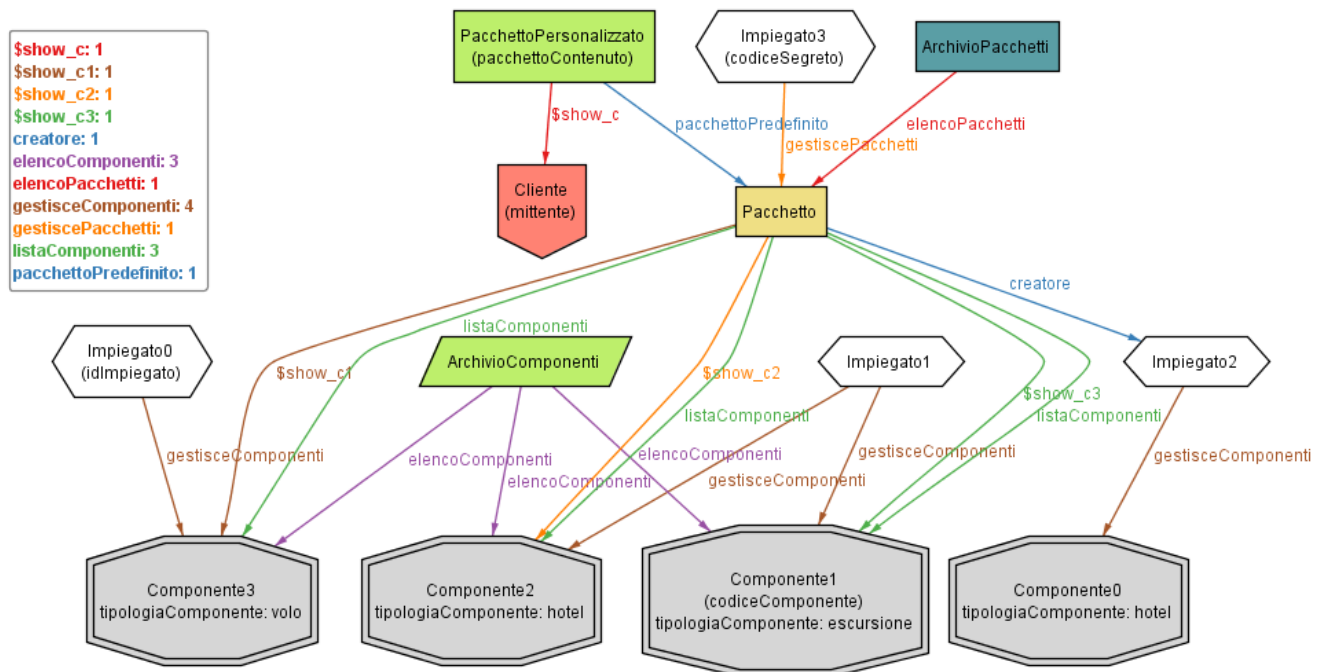 $show_c: 1
$show_c1: 1
$show_c2: 1
$show_c3: 1
creatore: 1
elencoComponenti: 3
elencoPacchetti: 1
gestisceComponenti: 4
gestiscePacchetti: 1
listaComponenti: 3
pacchettoPredefinito: 1
PacchettoPersonalizzato
(pacchettoContenuto)
Impiegato3
(codiceSegreto)
ArchivioPacchetti
$show_c
pacchettoPredefinito
gestiscePacchetti
elencoPacchetti
Cliente
(mittente)
Pacchetto
creatore
listaComponenti
Impiegato0
(idImpiegato)
ArchivioComponenti
Impiegato1
Impiegato2
$show_c1
$show_c2
$show_c3
listaComponenti
listaComponenti
gestisceComponenti
elencoComponenti
elencoComponenti
elencoComponenti
gestisceComponenti
gestisceComponenti
gestisceComponenti
Componente3
tipologiaComponente: volo
Componente2
tipologiaComponente: hotel
Componente1
(codiceComponente)
tipologiaComponente: escursione
Componente0
tipologiaComponente: hotel